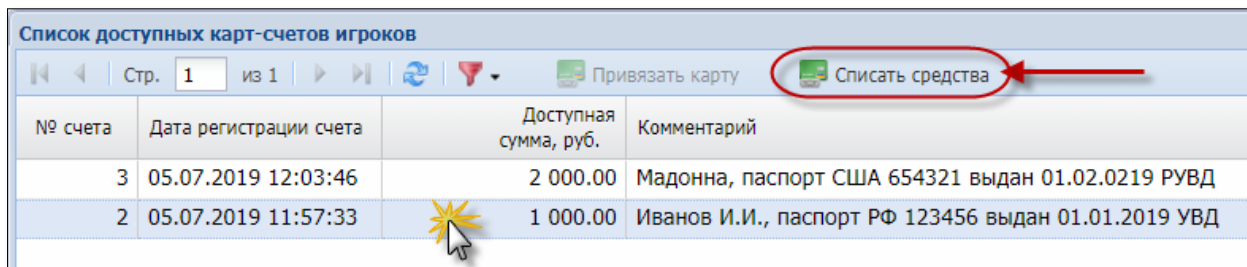 Список доступных карт-счетов игроков
Стр. 1 из 1 Привязать карту Списать средства
№ счета Дата регистрации счета Доступная сумма, руб. Комментарий
3 05.07.2019 12:03:46 2 000.00 Мадонна, паспорт США 654321 выдан 01.02.0219 РУВД
2 05.07.2019 11:57:33 1 000.00 Иванов И.И., паспорт РФ 123456 выдан 01.01.2019 УВД